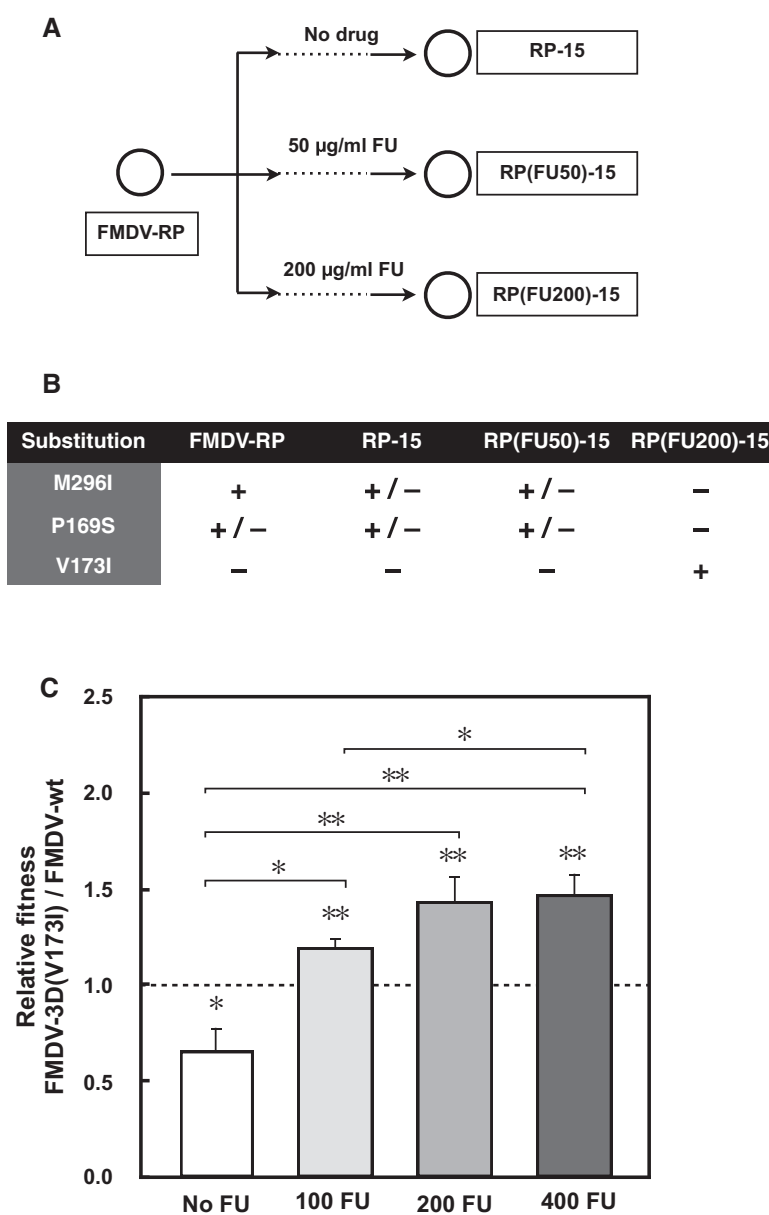 A
No drug
RP-15
50 µg/ml FU
RP(FU50)-15
FMDV-RP
200 µg/ml FU
RP(FU200)-15
B
Substitution FMDV-RP RP-15 RP(FU50)-15 RP(FU200)-15
M296I + + / − + / − −
P169S + / − + / − + / − −
V173I − − − +
C
Relative fitness
FMDV-3D(V173I) / FMDV-wt
2.5
2.0
1.5
1.0
0.5
0.0
*
**
**
*
*
**
**
**
No FU 100 FU 200 FU 400 FU